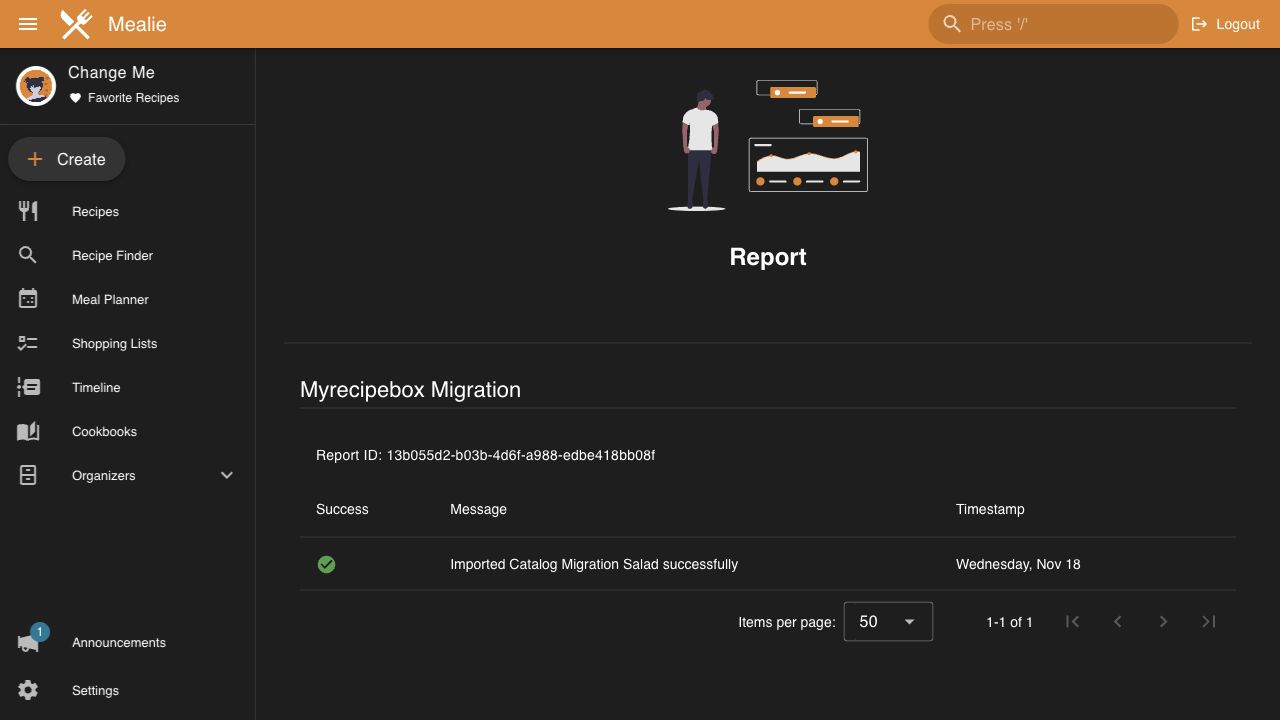 Mealie
Press '/'
Logout
Change Me
Favorite Recipes
Create
Recipes
Recipe Finder
Meal Planner
Shopping Lists
Timeline
Cookbooks
Organizers
1
Announcements
Settings
Report
Myrecipebox Migration
Report ID: 13b055d2-b03b-4d6f-a988-edbe418bb08f
Success Message Timestamp
Imported Catalog Migration Salad successfully Wednesday, Nov 18
Items per page: 50 1-1 of 1